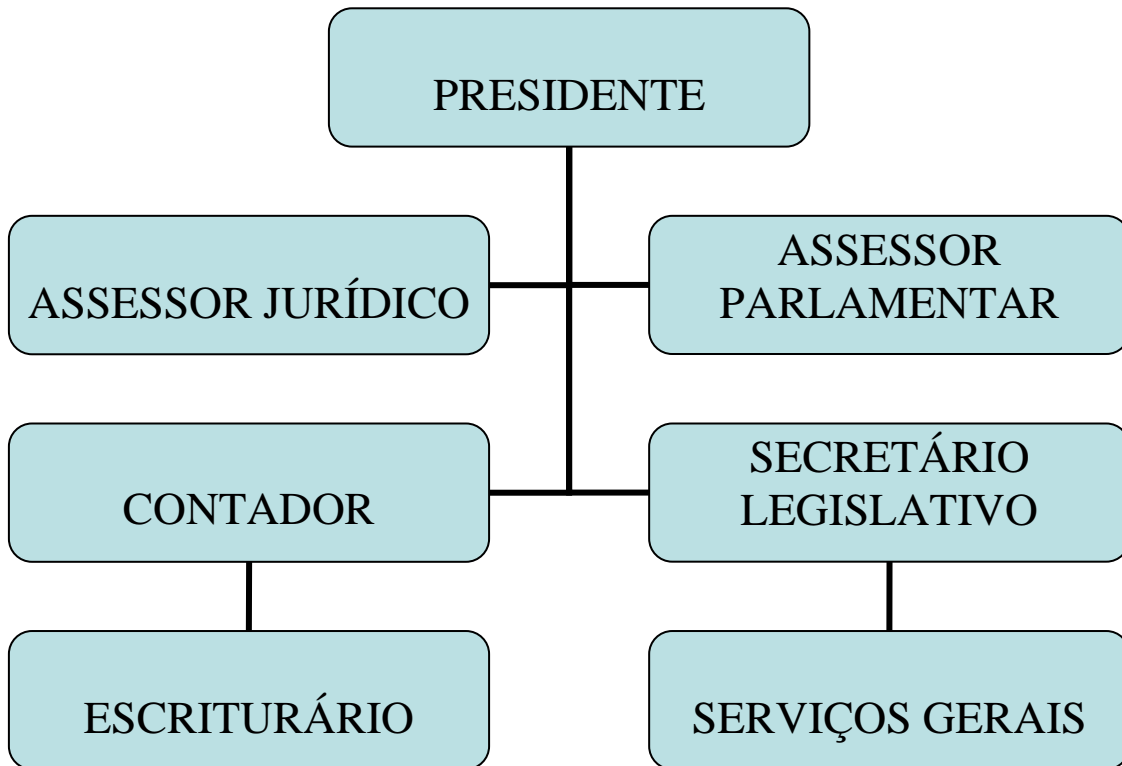 PRESIDENTE
ASSESSOR JURÍDICO
ASSESSOR
PARLAMENTAR
CONTADOR
SECRETÁRIO
LEGISLATIVO
ESCRITURÁRIO
SERVIÇOS GERAIS